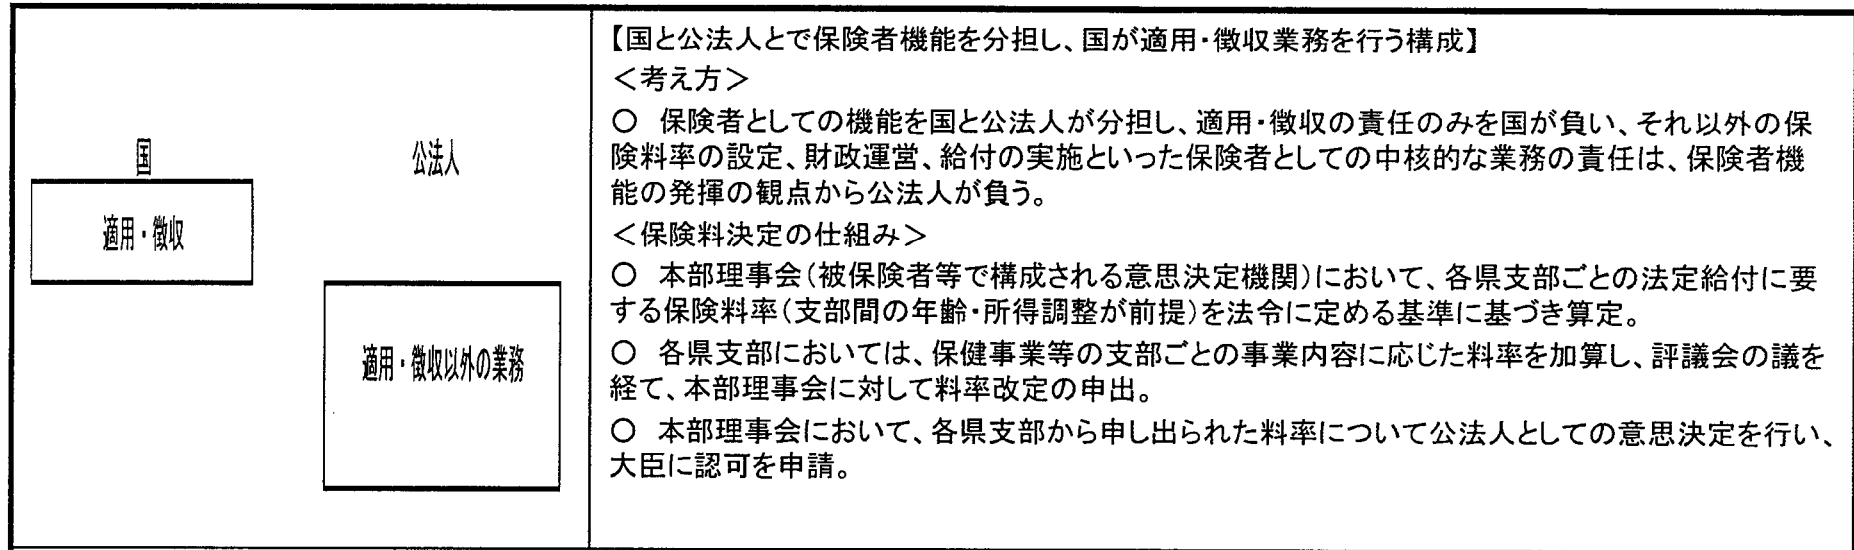 国
公法人
適用・徴収
適用・徴収以外の業務
【国と公法人とで保険者機能を分担し、国が適用・徴収業務を行う構成】
＜考え方＞
○ 保険者としての機能を国と公法人が分担し、適用・徴収の責任のみを国が負い、それ以外の保
険料率の設定、財政運営、給付の実施といった保険者としての中核的な業務の責任は、保険者機
能の発揮の観点から公法人が負う。
＜保険料決定の仕組み＞
○ 本部理事会（被保険者等で構成される意思決定機関）において、各県支部ごとの法定給付に要
する保険料率（支部間の年齢・所得調整が前提）を法令に定める基準に基づき算定。
○ 各県支部においては、保健事業等の支部ごとの事業内容に応じた料率を加算し、評議会の議を
経て、本部理事会に対して料率改定の申出。
○ 本部理事会において、各県支部から申し出られた料率について公法人としての意思決定を行い、
大臣に認可を申請。